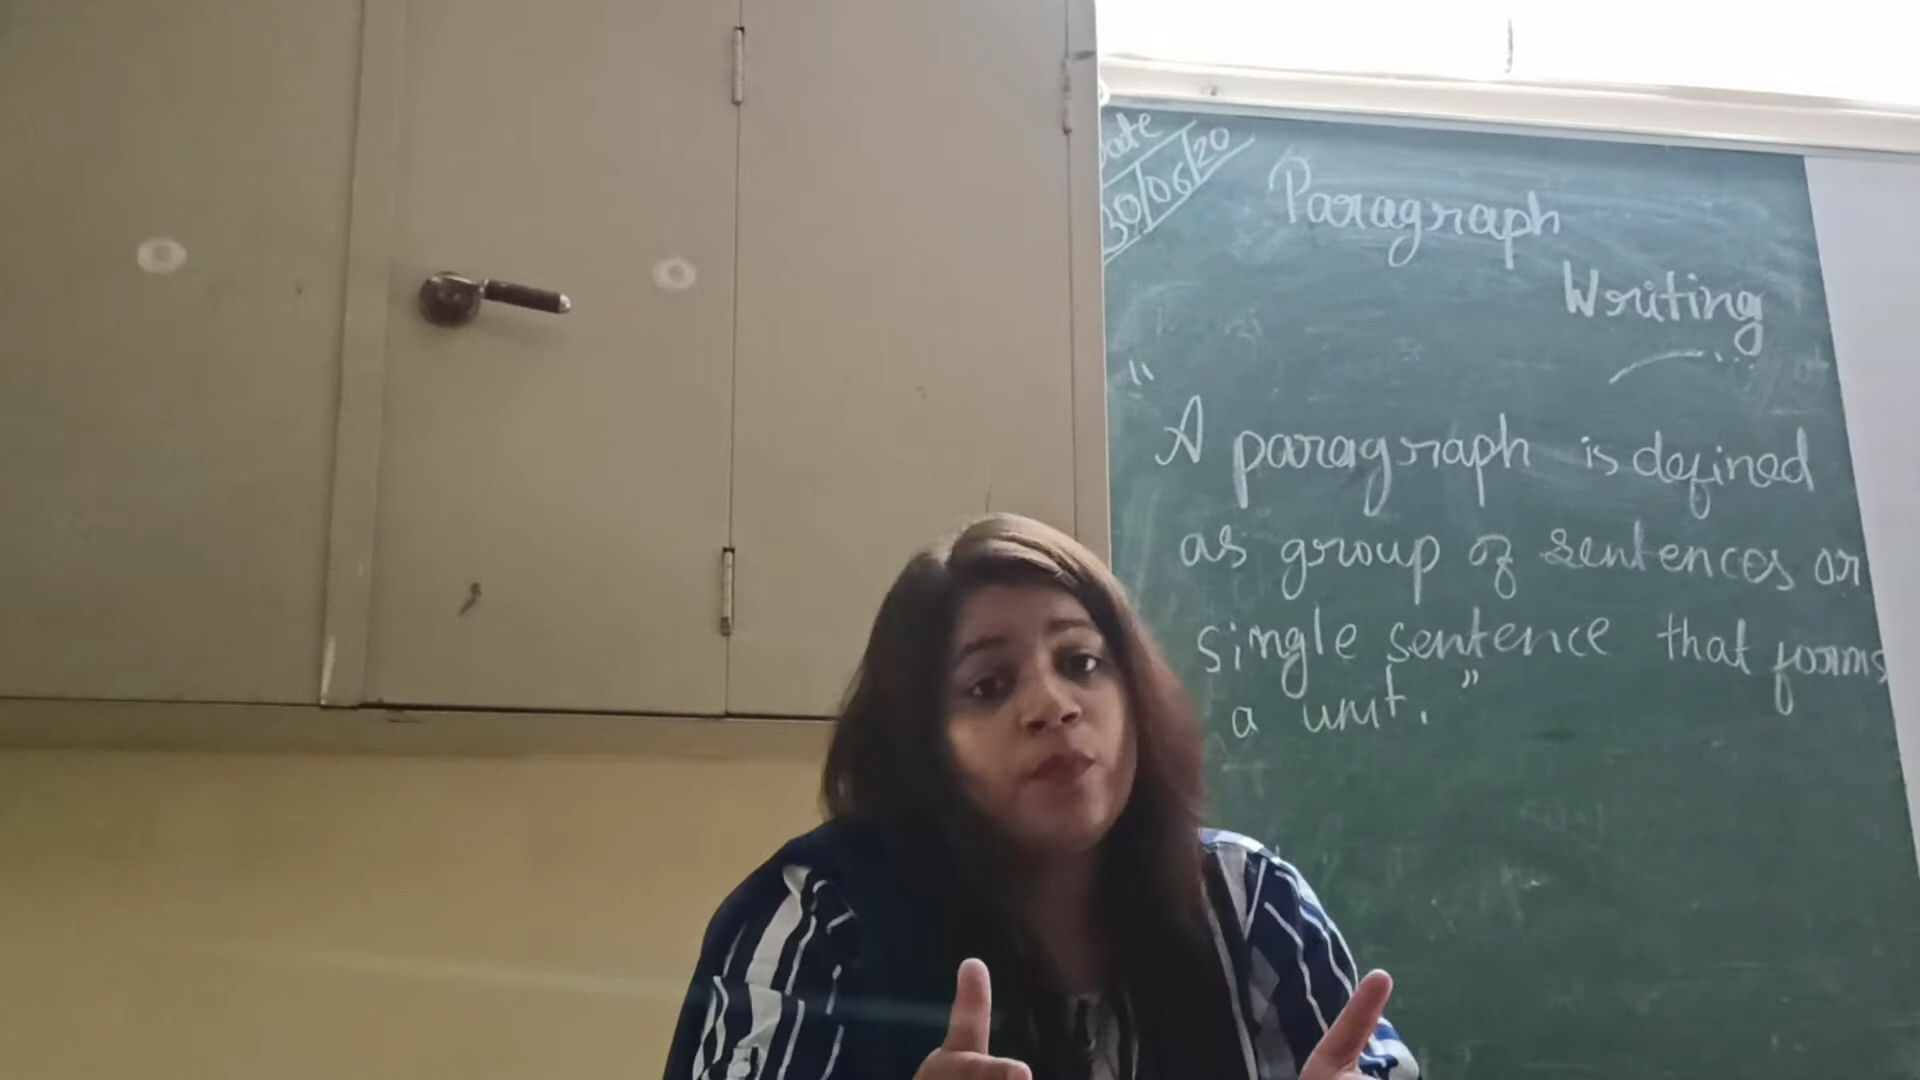 Date
30/06/20
Paragraph
Writing
"
A paragraph is defined
as group of sentences or
single sentence that forms
a unit."